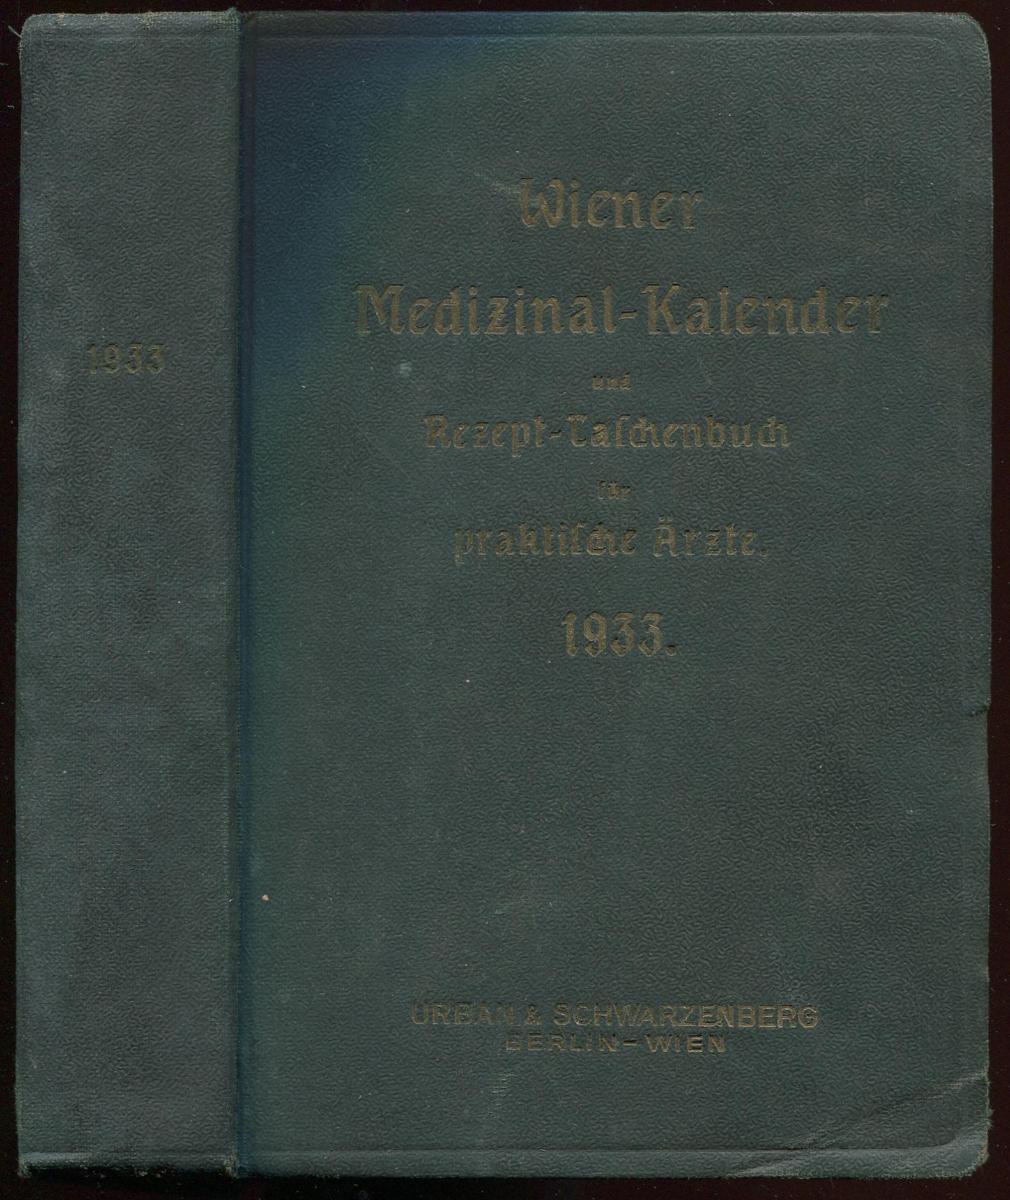 1933
Wiener
Medizinal-Kalender
und
Rezept-Taſchenbuch
für
praktiſche Ärzte.
1933.
URBAN & SCHWARZENBERG
BERLIN-WIEN